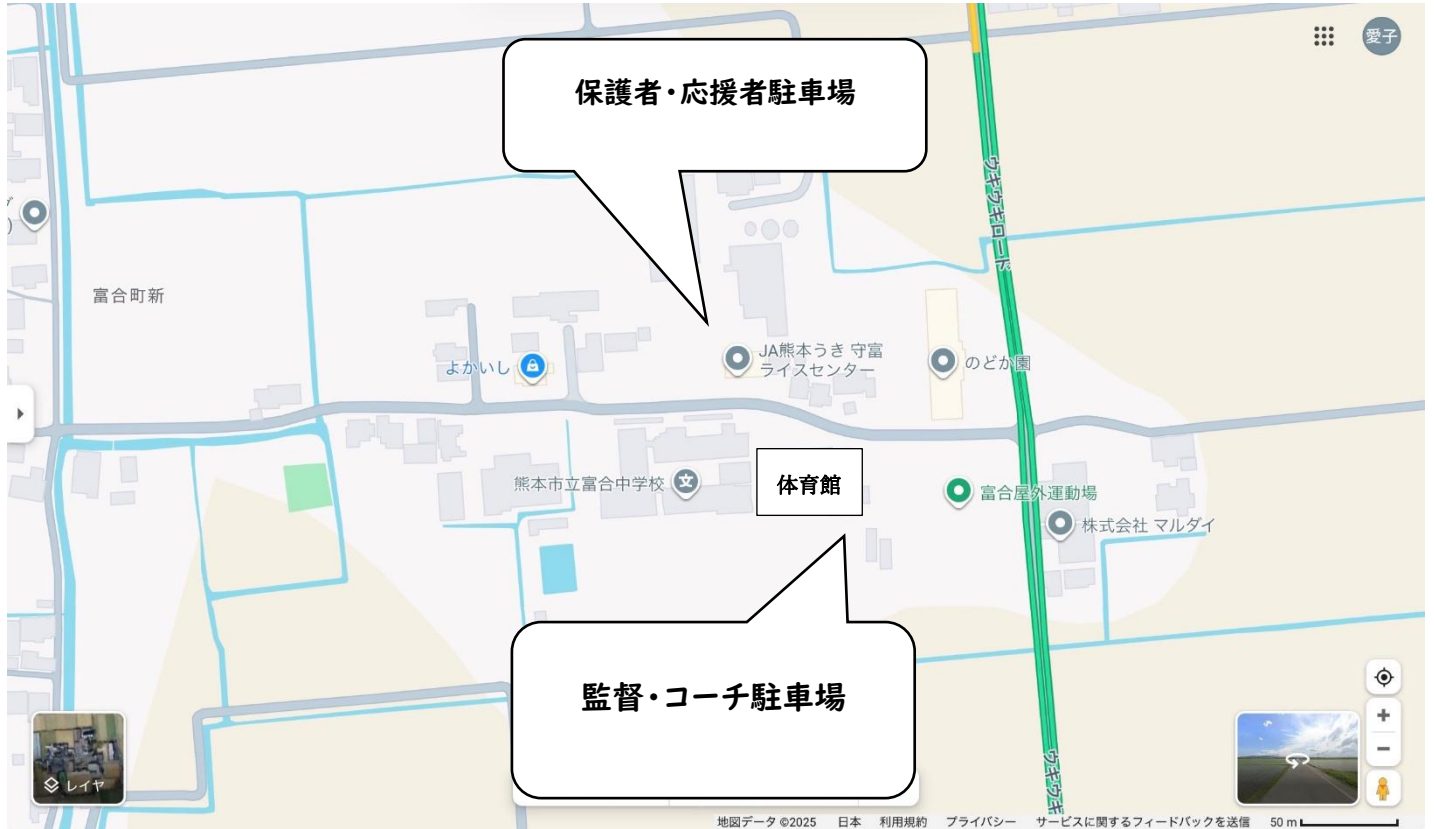 愛子
保護者・応援者駐車場
ウキウキロード
富合町新
JA熊本うき 守富
ライスセンター
よかいし
のどか園
熊本市立富合中学校
文
体育館
富合屋外運動場
株式会社 マルダイ
監督・コーチ駐車場
ウキウキ
レイヤ
地図データ ©2025 日本 利用規約 プライバシー サービスに関するフィードバックを送信 50 m